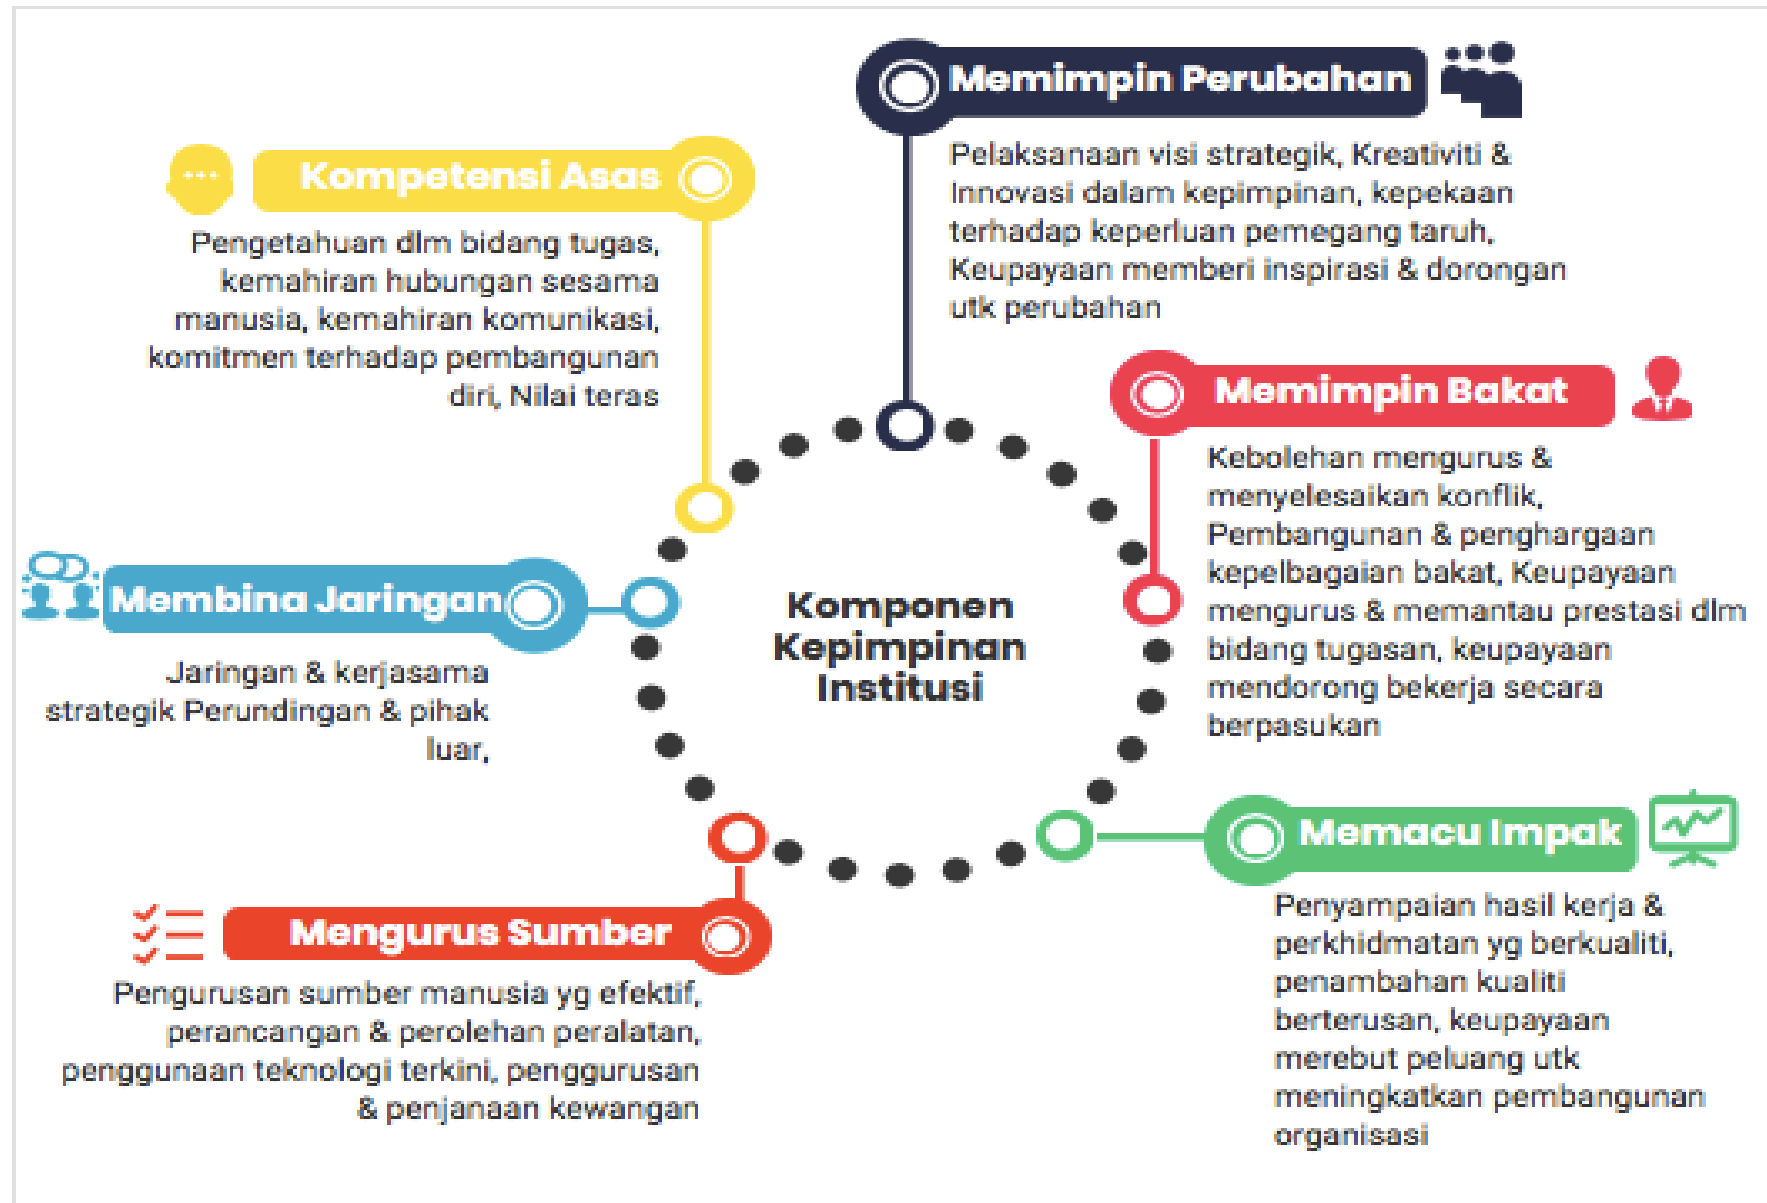 Memimpin Perubahan
Pelaksanaan visi strategik, Kreativiti &
Innovasi dalam kepimpinan, kepekaan
terhadap keperluan pemegang taruh,
Keupayaan memberi inspirasi & dorongan
utk perubahan
Kompetensi Asas
Pengetahuan dlm bidang tugas,
kemahiran hubungan sesama
manusia, kemahiran komunikasi,
komitmen terhadap pembangunan
diri, Nilai teras
Memimpin Bakat
Kebolehan mengurus &
menyelesaikan konflik,
Pembangunan & penghargaan
kepelbagaian bakat, Keupayaan
mengurus & memantau prestasi dlm
bidang tugasan, keupayaan
mendorong bekerja secara
berpasukan
Membina Jaringan
Jaringan & kerjasama
strategik Perundingan & pihak
luar,
Komponen
Kepimpinan
Institusi
Memacu Impak
Penyampaian hasil kerja &
perkhidmatan yg berkualiti,
penambahan kualiti
berterusan, keupayaan
merebut peluang utk
meningkatkan pembangunan
organisasi
Mengurus Sumber
Pengurusan sumber manusia yg efektif,
perancangan & perolehan peralatan,
penggunaan teknologi terkini, penggurusan
& penjanaan kewangan